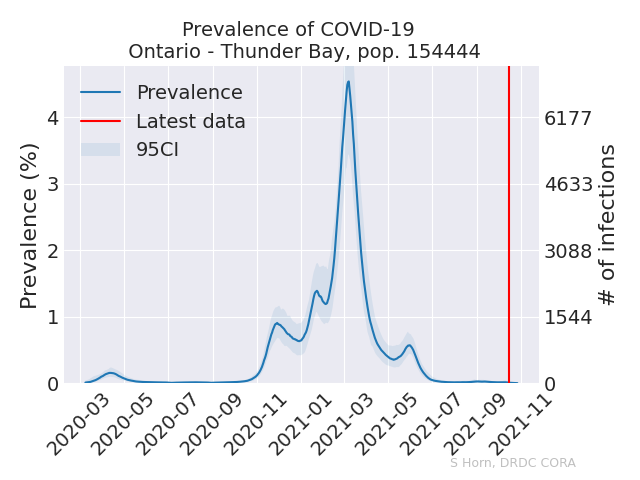 Prevalence of COVID-19
Ontario - Thunder Bay, pop. 154444
Prevalence
Latest data
95CI
Prevalence (%)
4
3
2
1
0
6177
4633
3088
1544
0
# of infections
2020-03
2020-05
2020-07
2020-09
2020-11
2021-01
2021-03
2021-05
2021-07
2021-09
2021-11
S Horn, DRDC CORA